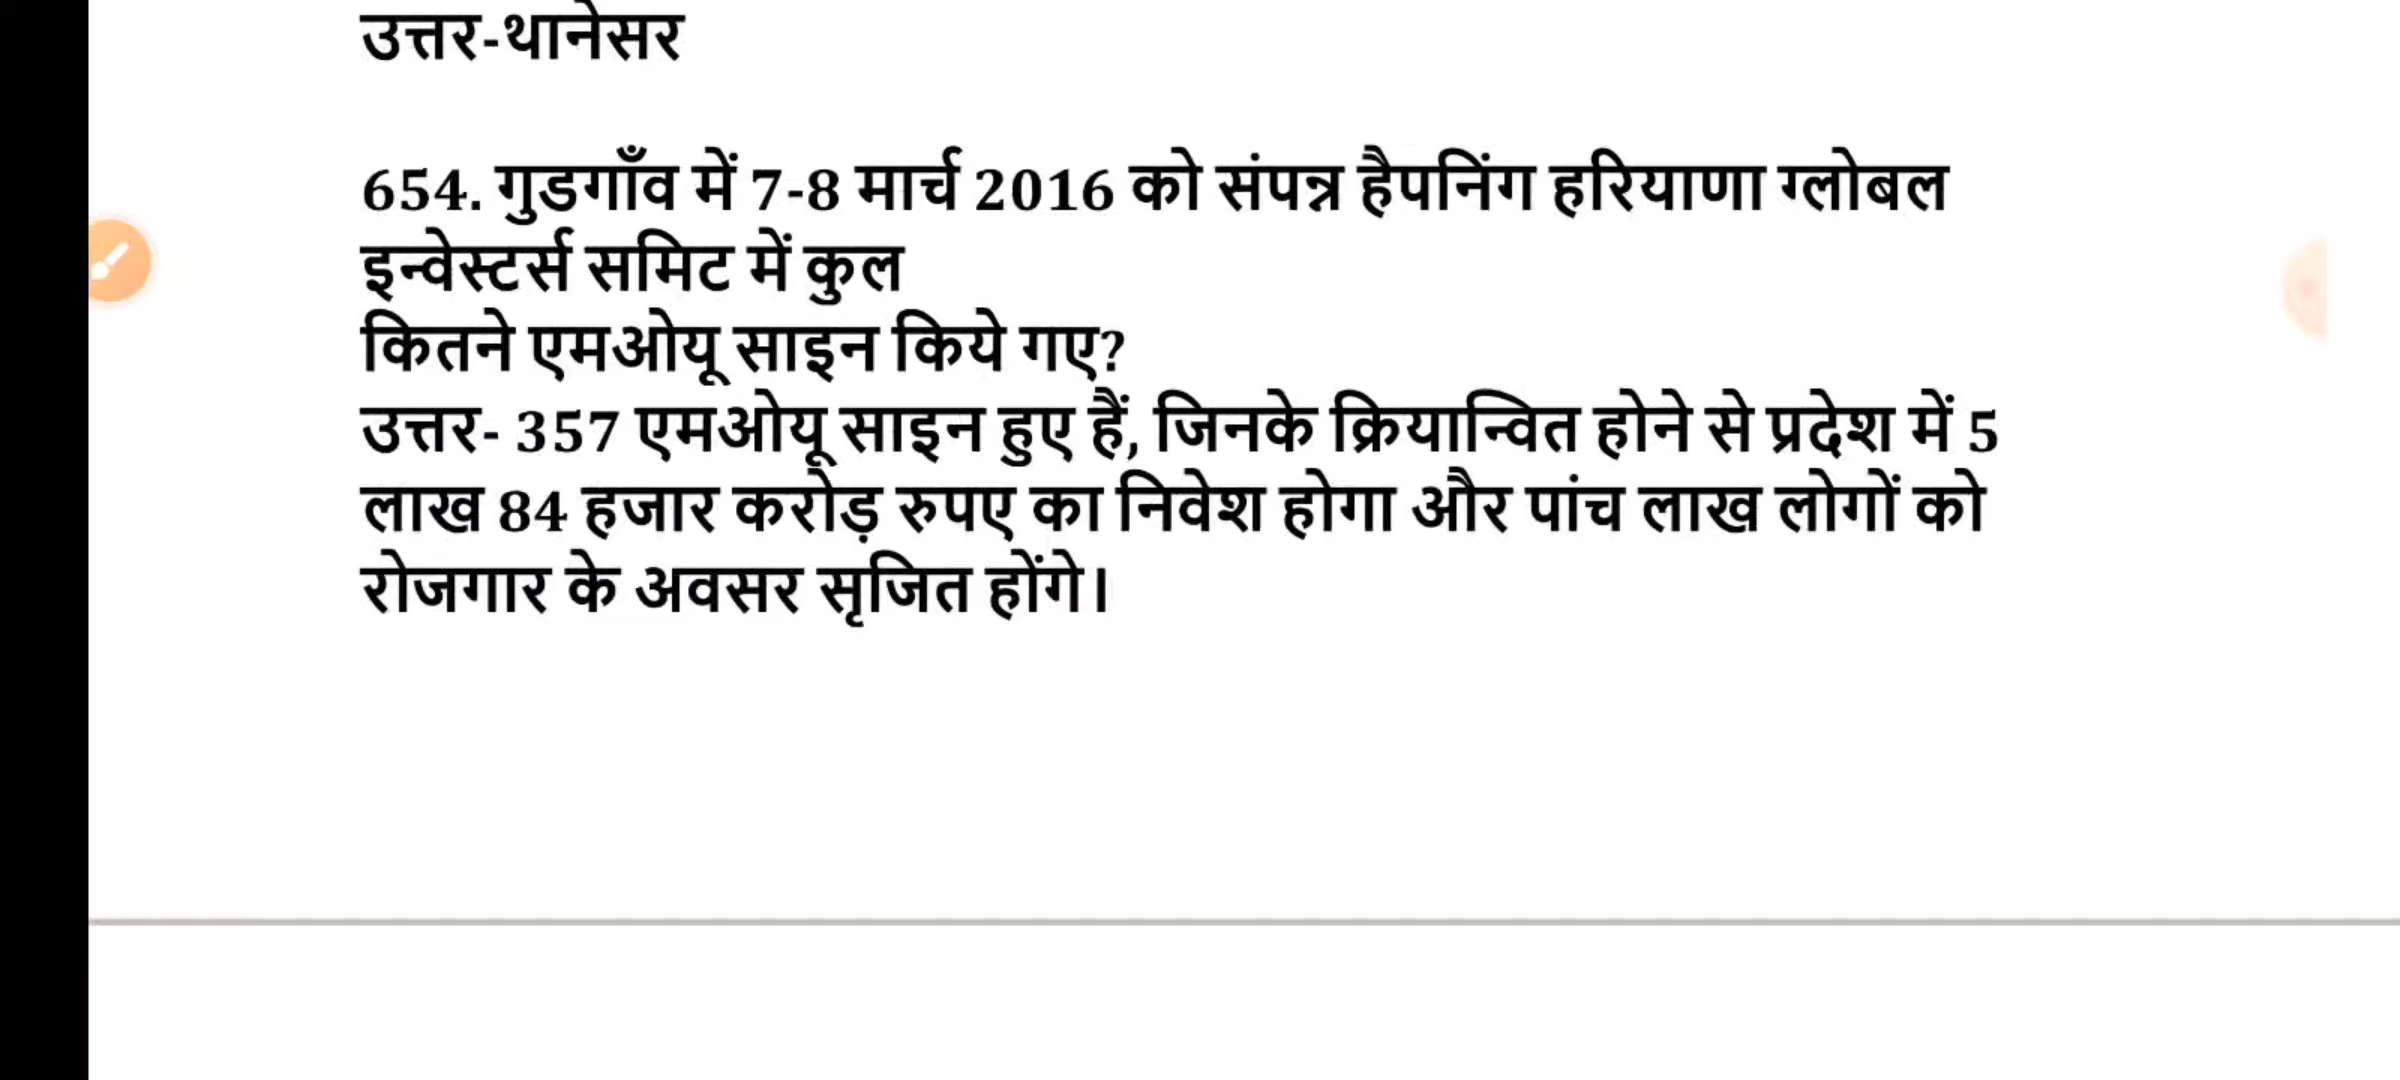 उत्तर-थानेसर
654. गुडगाँव में 7-8 मार्च 2016 को संपन्न हैपनिंग हरियाणा ग्लोबल
इन्वेस्टर्स समिट में कुल
कितने एमओयू साइन किये गए?
उत्तर- 357 एमओयू साइन हुए हैं, जिनके क्रियान्वित होने से प्रदेश में 5
लाख 84 हजार करोड़ रुपए का निवेश होगा और पांच लाख लोगों को
रोजगार के अवसर सृजित होंगे।